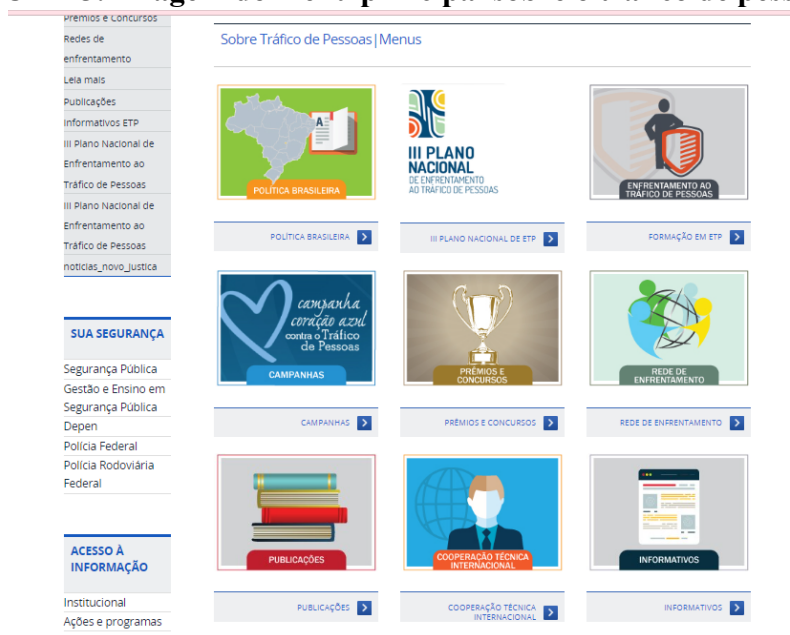 Prêmios e Concursos
Redes de
enfrentamento
Leia mais
Publicações
Informativos ETP
III Plano Nacional de
Enfrentamento ao
Tráfico de Pessoas
III Plano Nacional de
Enfrentamento ao
Tráfico de Pessoas
noticias_novo_justica
SUA SEGURANÇA
Segurança Pública
Gestão e Ensino em
Segurança Pública
Depen
Polícia Federal
Polícia Rodoviária
Federal
ACESSO À
INFORMAÇÃO
Institucional
Ações e programas
Sobre Tráfico de Pessoas|Menus
A
POLÍTICA BRASILEIRA
III PLANO
NACIONAL
DE ENFRENTAMENTO
AO TRÁFICO DE PESSOAS
ENFRENTAMENTO AO
TRÁFICO DE PESSOAS
POLÍTICA BRASILEIRA
III PLANO NACIONAL DE ETP
FORMAÇÃO EM ETP
campanha
coração azul
contra o Tráfico
de Pessoas
CAMPANHAS
PRÊMIOS E
CONCURSOS
REDE DE
ENFRENTAMENTO
CAMPANHAS
PRÊMIOS E CONCURSOS
REDE DE ENFRENTAMENTO
PUBLICAÇÕES
COOPERAÇÃO TÉCNICA
INTERNACIONAL
INFORMATIVOS
PUBLICAÇÕES
COOPERAÇÃO TÉCNICA
INTERNACIONAL
INFORMATIVOS